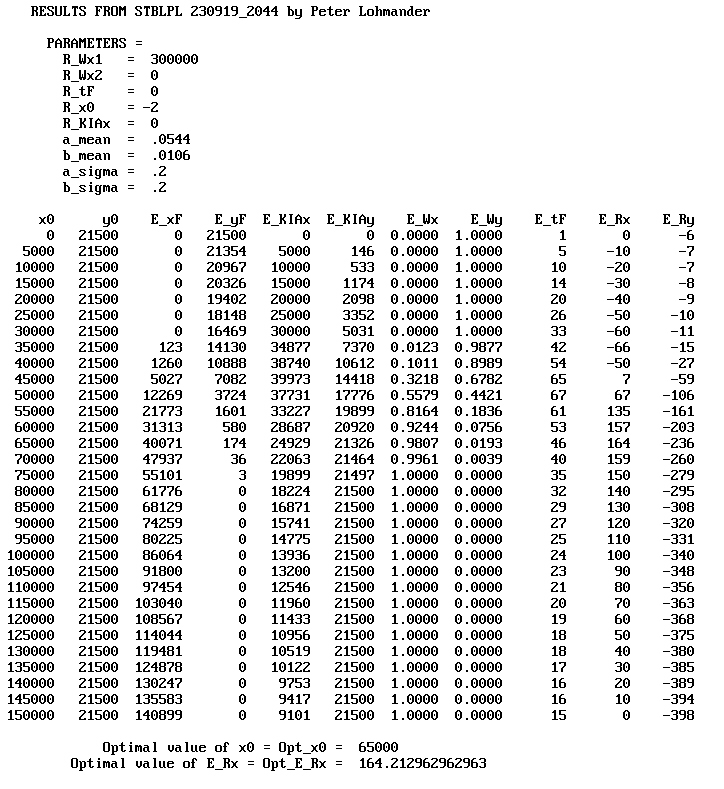 RESULTS FROM STBLPL 230919_2044 by Peter Lohmander
PARAMETERS =
R_Wx1 = 300000
R_Wx2 = 0
R_tF = 0
R_x0 = -2
R_KIAx = 0
a_mean = .0544
b_mean = .0106
a_sigma = .2
b_sigma = .2
x0 y0 E_xF E_yF E_KIAx E_KIAy E_Wx E_Wy E_tF E_Rx E_Ry
0 21500 0 21500 0 0 0.0000 1.0000 1 0 -6
5000 21500 0 21354 5000 146 0.0000 1.0000 5 -10 -7
10000 21500 0 20967 10000 533 0.0000 1.0000 10 -20 -7
15000 21500 0 20326 15000 1174 0.0000 1.0000 14 -30 -8
20000 21500 0 19402 20000 2098 0.0000 1.0000 20 -40 -9
25000 21500 0 18148 25000 3352 0.0000 1.0000 26 -50 -10
30000 21500 0 16469 30000 5031 0.0000 1.0000 33 -60 -11
35000 21500 123 14130 34877 7370 0.0123 0.9877 42 -66 -15
40000 21500 1260 10888 38740 10612 0.1011 0.8989 54 -50 -27
45000 21500 5027 7082 39973 14418 0.3218 0.6782 65 7 -59
50000 21500 12269 3724 37731 17776 0.5579 0.4421 67 67 -106
55000 21500 21773 1601 33227 19899 0.8164 0.1836 61 135 -161
60000 21500 31313 580 28687 20920 0.9244 0.0756 53 157 -203
65000 21500 40071 174 24929 21326 0.9807 0.0193 46 164 -236
70000 21500 47937 36 22063 21464 0.9961 0.0039 40 159 -260
75000 21500 55101 3 19899 21497 1.0000 0.0000 35 150 -279
80000 21500 61776 0 18224 21500 1.0000 0.0000 32 140 -295
85000 21500 68129 0 16871 21500 1.0000 0.0000 29 130 -308
90000 21500 74259 0 15741 21500 1.0000 0.0000 27 120 -320
95000 21500 80225 0 14775 21500 1.0000 0.0000 25 110 -331
100000 21500 86064 0 13936 21500 1.0000 0.0000 24 100 -340
105000 21500 91800 0 13200 21500 1.0000 0.0000 23 90 -348
110000 21500 97454 0 12546 21500 1.0000 0.0000 21 80 -356
115000 21500 103040 0 11960 21500 1.0000 0.0000 20 70 -363
120000 21500 108567 0 11433 21500 1.0000 0.0000 19 60 -368
125000 21500 114044 0 10956 21500 1.0000 0.0000 18 50 -375
130000 21500 119481 0 10519 21500 1.0000 0.0000 18 40 -380
135000 21500 124878 0 10122 21500 1.0000 0.0000 17 30 -385
140000 21500 130247 0 9753 21500 1.0000 0.0000 16 20 -389
145000 21500 135583 0 9417 21500 1.0000 0.0000 16 10 -394
150000 21500 140899 0 9101 21500 1.0000 0.0000 15 0 -398
Optimal value of x0 = Opt_x0 = 65000
Optimal value of E_Rx = Opt_E_Rx = 164.212962962963